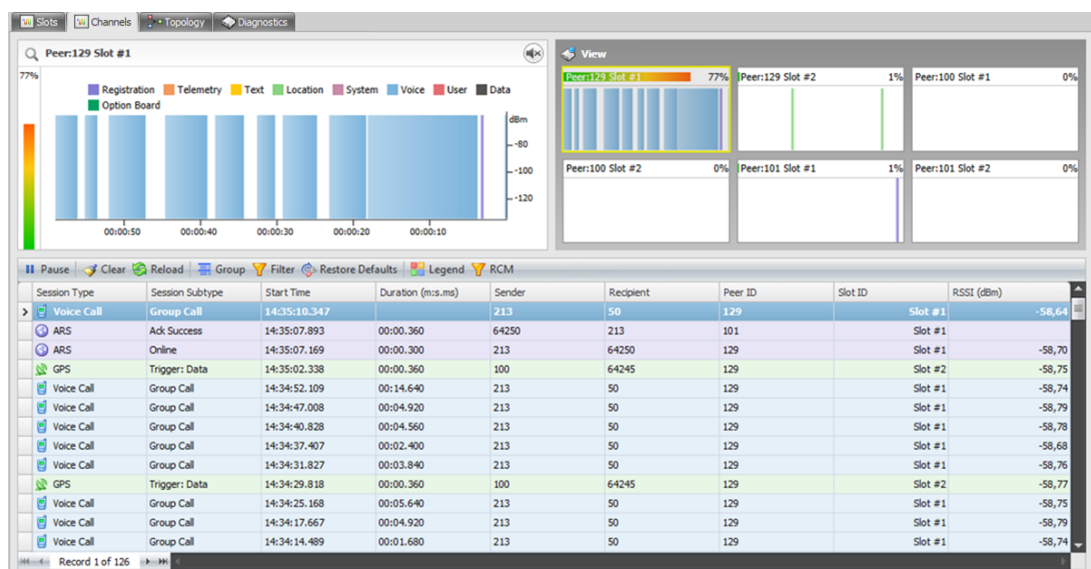 Slots Channels Topology Diagnostics
Peer:129 Slot #1
View
77%
Registration Telemetry Text Location System Voice User Data
Option Board
dBm
-80
-100
-120
00:00:50 00:00:40 00:00:30 00:00:20 00:00:10
Peer:129 Slot #1 77% Peer:129 Slot #2 1% Peer:100 Slot #1 0%
Peer:100 Slot #2 0% Peer:101 Slot #1 1% Peer:101 Slot #2 0%
Pause Clear Reload Group Filter Restore Defaults Legend RCM
Session Type Session Subtype Start Time Duration (m:s.ms) Sender Recipient Peer ID Slot ID RSSI (dBm)
Voice Call Group Call 14:35:10.347 213 50 129 Slot #1 -58,64
ARS Ack Success 14:35:07.893 00:00.360 64250 213 101 Slot #1
ARS Online 14:35:07.169 00:00.300 213 64250 129 Slot #1 -58,70
GPS Trigger: Data 14:35:02.338 00:00.360 100 64245 129 Slot #2 -58,75
Voice Call Group Call 14:34:52.109 00:14.640 213 50 129 Slot #1 -58,74
Voice Call Group Call 14:34:47.008 00:04.920 213 50 129 Slot #1 -58,79
Voice Call Group Call 14:34:40.828 00:04.560 213 50 129 Slot #1 -58,78
Voice Call Group Call 14:34:37.407 00:02.400 213 50 129 Slot #1 -58,68
Voice Call Group Call 14:34:31.827 00:03.840 213 50 129 Slot #1 -58,76
GPS Trigger: Data 14:34:29.818 00:00.360 100 64245 129 Slot #2 -58,77
Voice Call Group Call 14:34:25.168 00:05.640 213 50 129 Slot #1 -58,75
Voice Call Group Call 14:34:17.667 00:04.920 213 50 129 Slot #1 -58,79
Voice Call Group Call 14:34:14.489 00:01.680 213 50 129 Slot #1 -58,74
Record 1 of 126